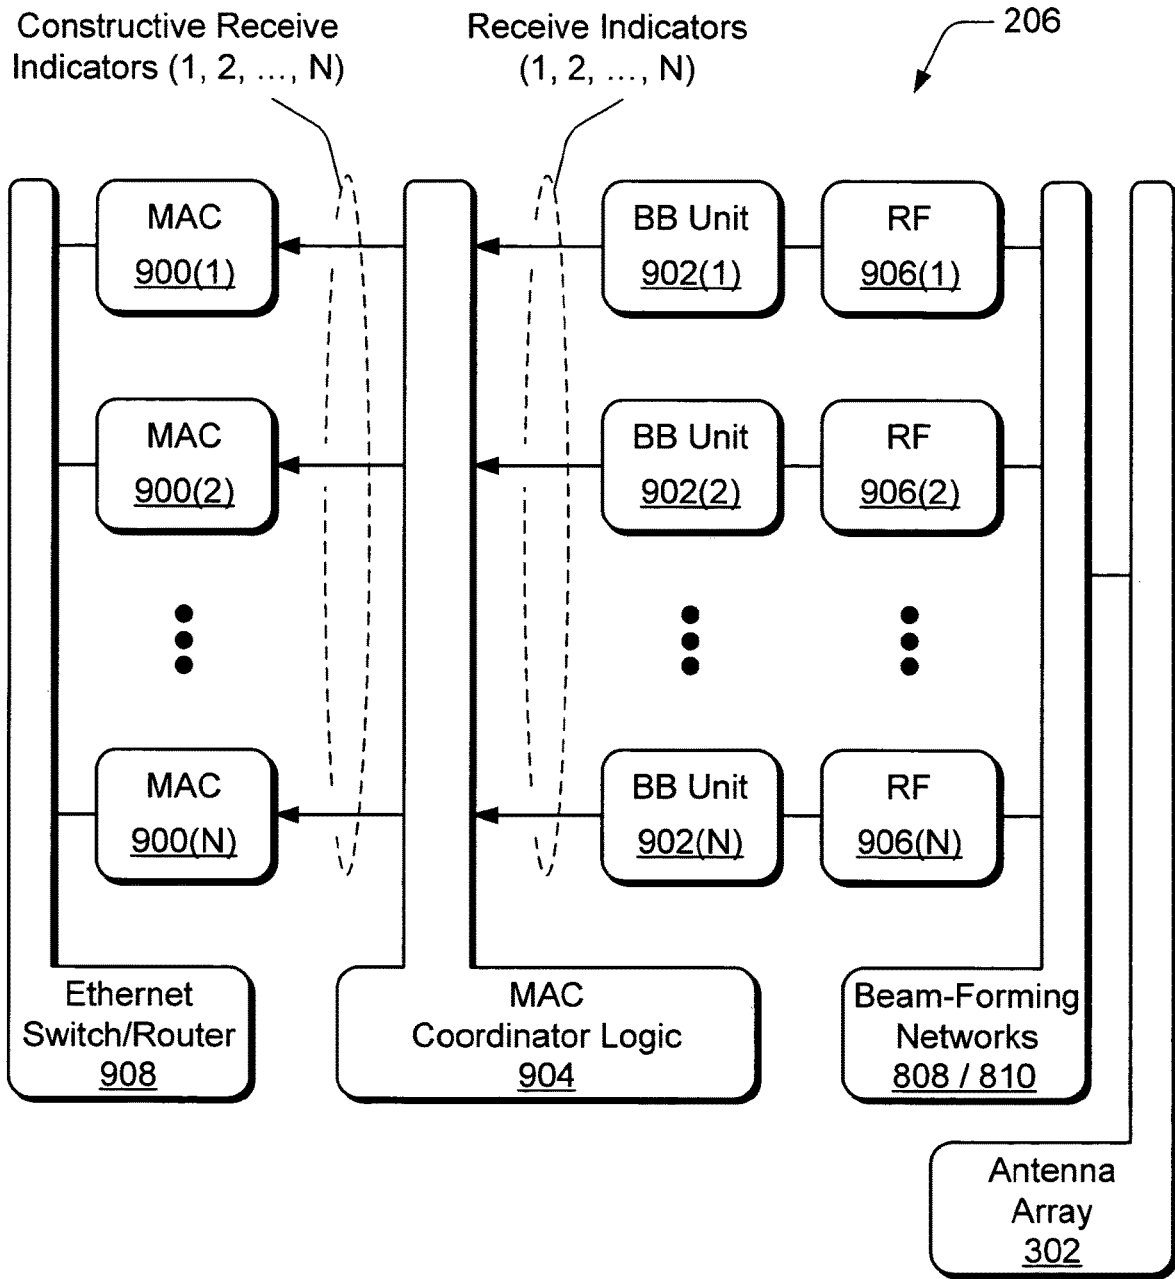 Constructive Receive
Indicators (1, 2, ..., N)
Receive Indicators
(1, 2, ..., N)
206
MAC
900(1)
BB Unit
902(1)
RF
906(1)
MAC
900(2)
BB Unit
902(2)
RF
906(2)
MAC
900(N)
BB Unit
902(N)
RF
906(N)
Ethernet
Switch/Router
908
MAC
Coordinator Logic
904
Beam-Forming
Networks
808 / 810
Antenna
Array
302